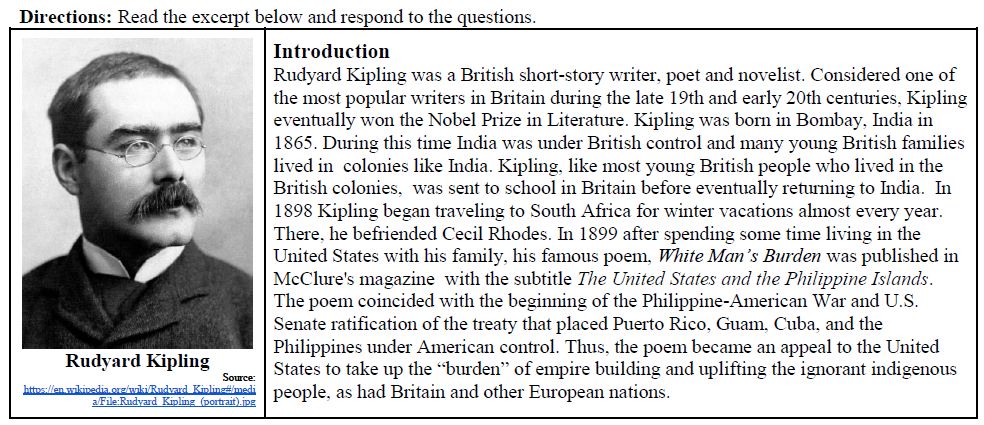 Directions: Read the excerpt below and respond to the questions.
Rudyard Kipling
Source:
https://en.wikipedia.org/wiki/Rudyard_Kipling#/medi
a/File:Rudyard_Kipling_(portrait).jpg
Introduction
Rudyard Kipling was a British short-story writer, poet and novelist. Considered one of
the most popular writers in Britain during the late 19th and early 20th centuries, Kipling
eventually won the Nobel Prize in Literature. Kipling was born in Bombay, India in
1865. During this time India was under British control and many young British families
lived in  colonies like India. Kipling, like most young British people who lived in the
British colonies,  was sent to school in Britain before eventually returning to India.  In
1898 Kipling began traveling to South Africa for winter vacations almost every year.
There, he befriended Cecil Rhodes. In 1899 after spending some time living in the
United States with his family, his famous poem, White Man's Burden was published in
McClure's magazine  with the subtitle The United States and the Philippine Islands.
The poem coincided with the beginning of the Philippine-American War and U.S.
Senate ratification of the treaty that placed Puerto Rico, Guam, Cuba, and the
Philippines under American control. Thus, the poem became an appeal to the United
States to take up the “burden” of empire building and uplifting the ignorant indigenous
people, as had Britain and other European nations.